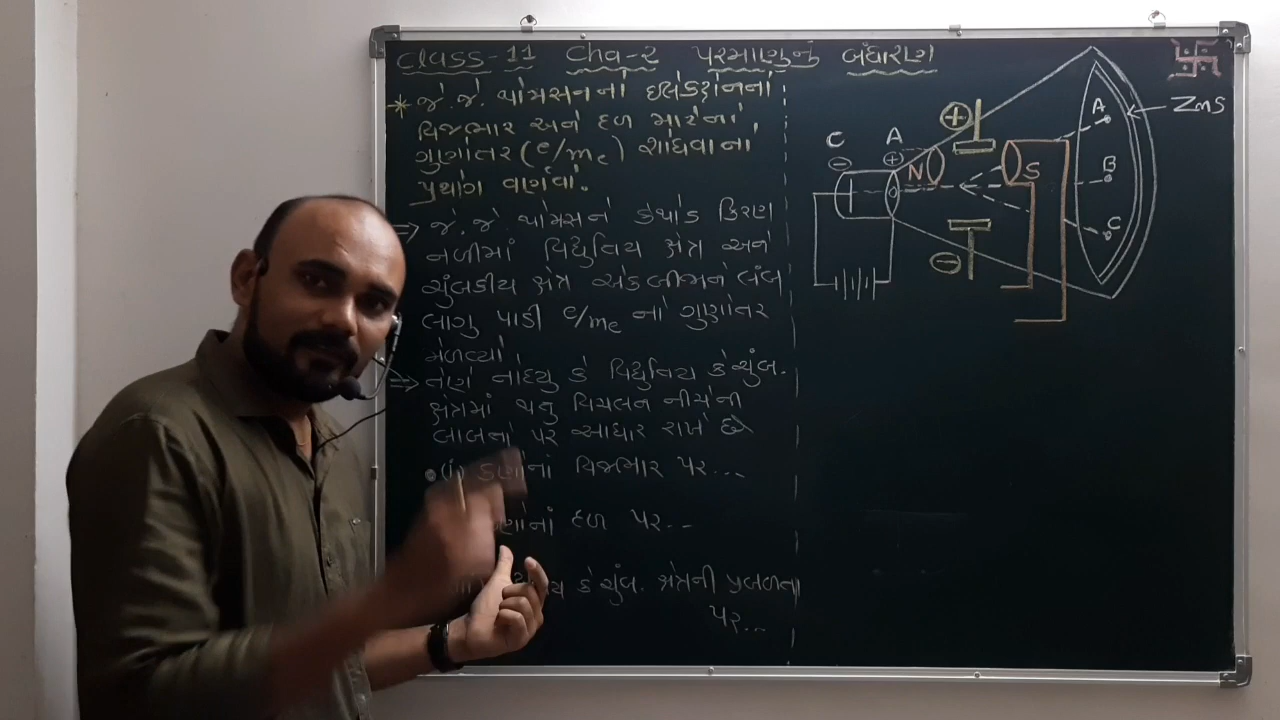 Class-11 Cha-2 પરમાણુનું બંધારણ
* જે.જે. થોમસનનાં ઇલેક્ટ્રોનનાં
વિજભાર અને દળ માટેનાં
ગુણોતર (e/me) શોધવાનો
પ્રયોગ વર્ણવો.
⇒ જે. જે થોમસને કેથોડ કિરણ
નળીમાં વિદ્યુતિય ક્ષેત્ર અને
ચુંબકીય ક્ષેત્ર એકબીજાને લંબ
લાગુ પાડી e/me નો ગુણોતર
મેળવ્યો
⇒ તેણે નોંધ્યુ કે વિદ્યુતિય કે ચુંબ.
ક્ષેત્રમાં થતુ વિચલન નીચેની
બાબતો પર આધાર રાખે છે
(i) કણોનાં વિજભાર પર...
દળ પર...
કે ચુંબ. ક્ષેત્રની પ્રબળતા
પર...
C
A
N
S
A
B
C
ZnS
+
-
+
-